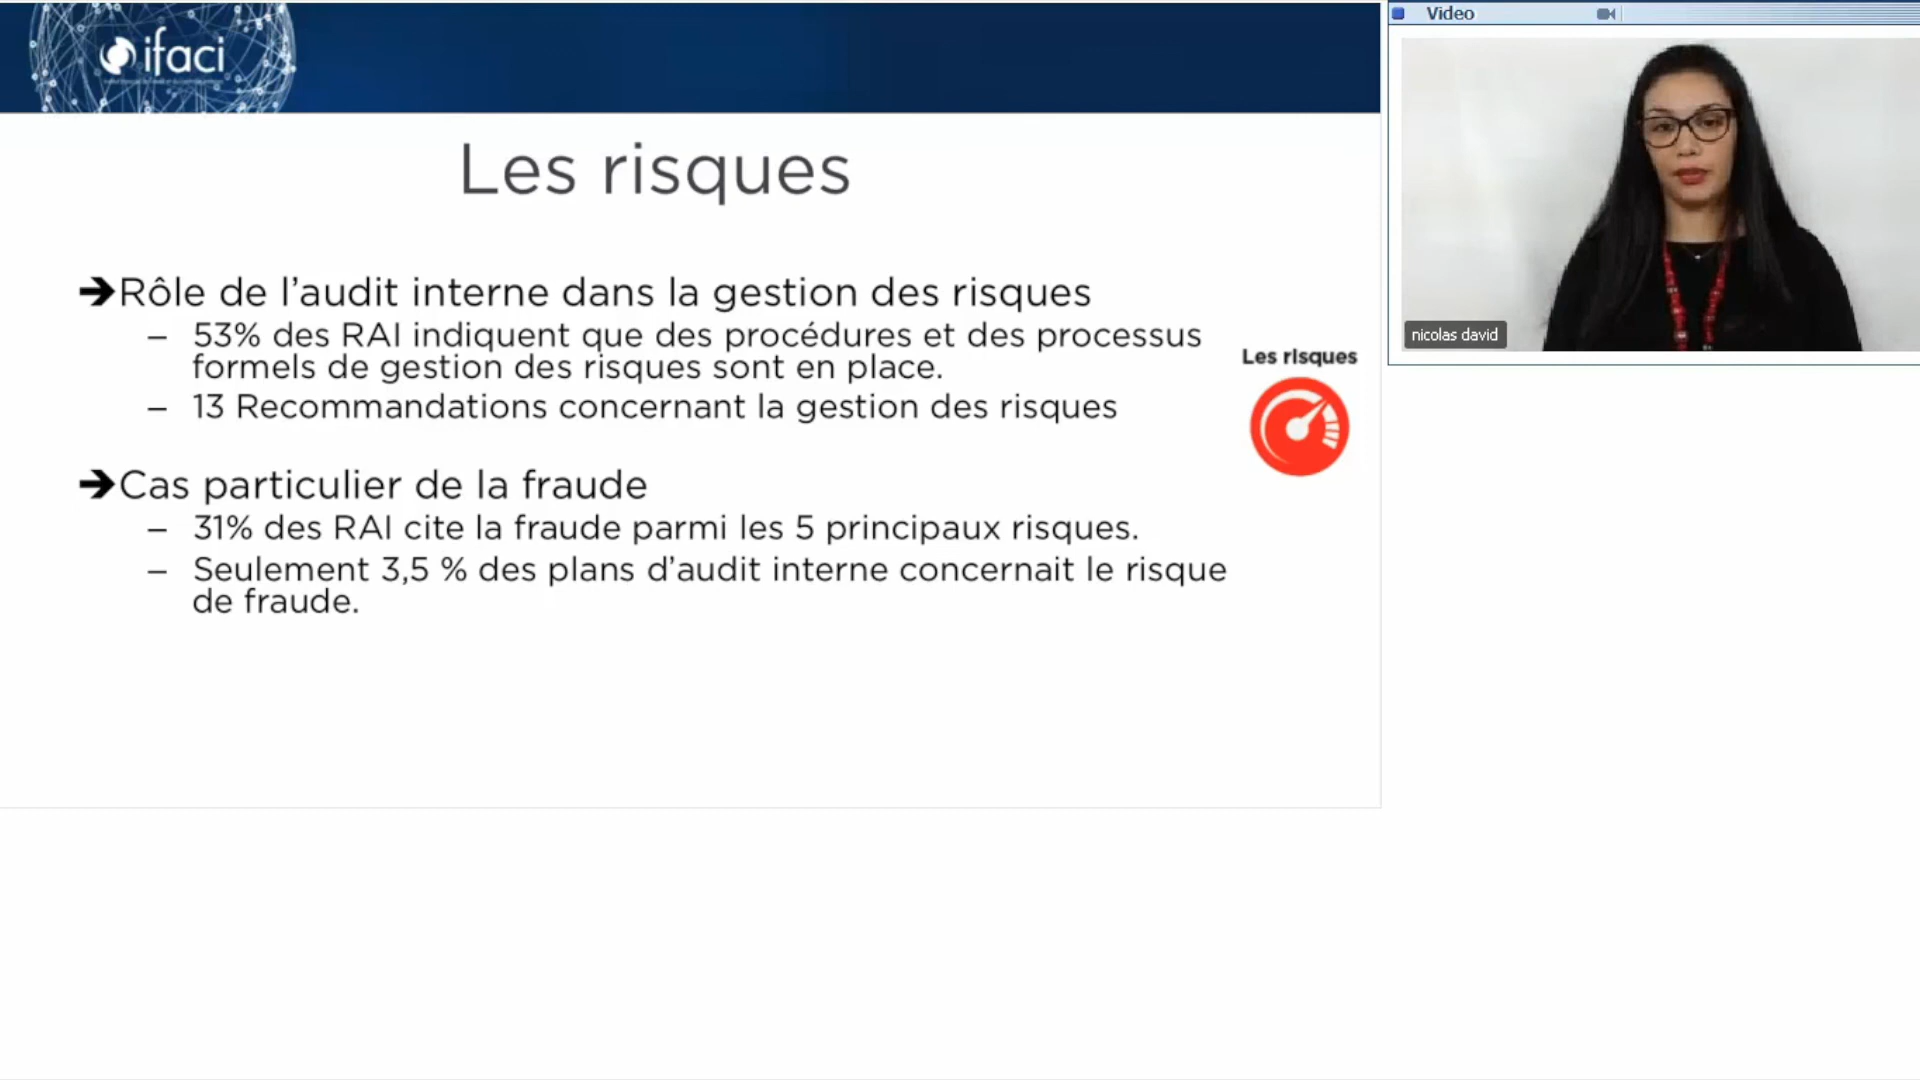 ifaci
Les risques
➔Rôle de l’audit interne dans la gestion des risques
– 53% des RAI indiquent que des procédures et des processus
formels de gestion des risques sont en place.
– 13 Recommandations concernant la gestion des risques
➔Cas particulier de la fraude
– 31% des RAI cite la fraude parmi les 5 principaux risques.
– Seulement 3,5 % des plans d’audit interne concernait le risque
de fraude.
Les risques
Video
nicolas david